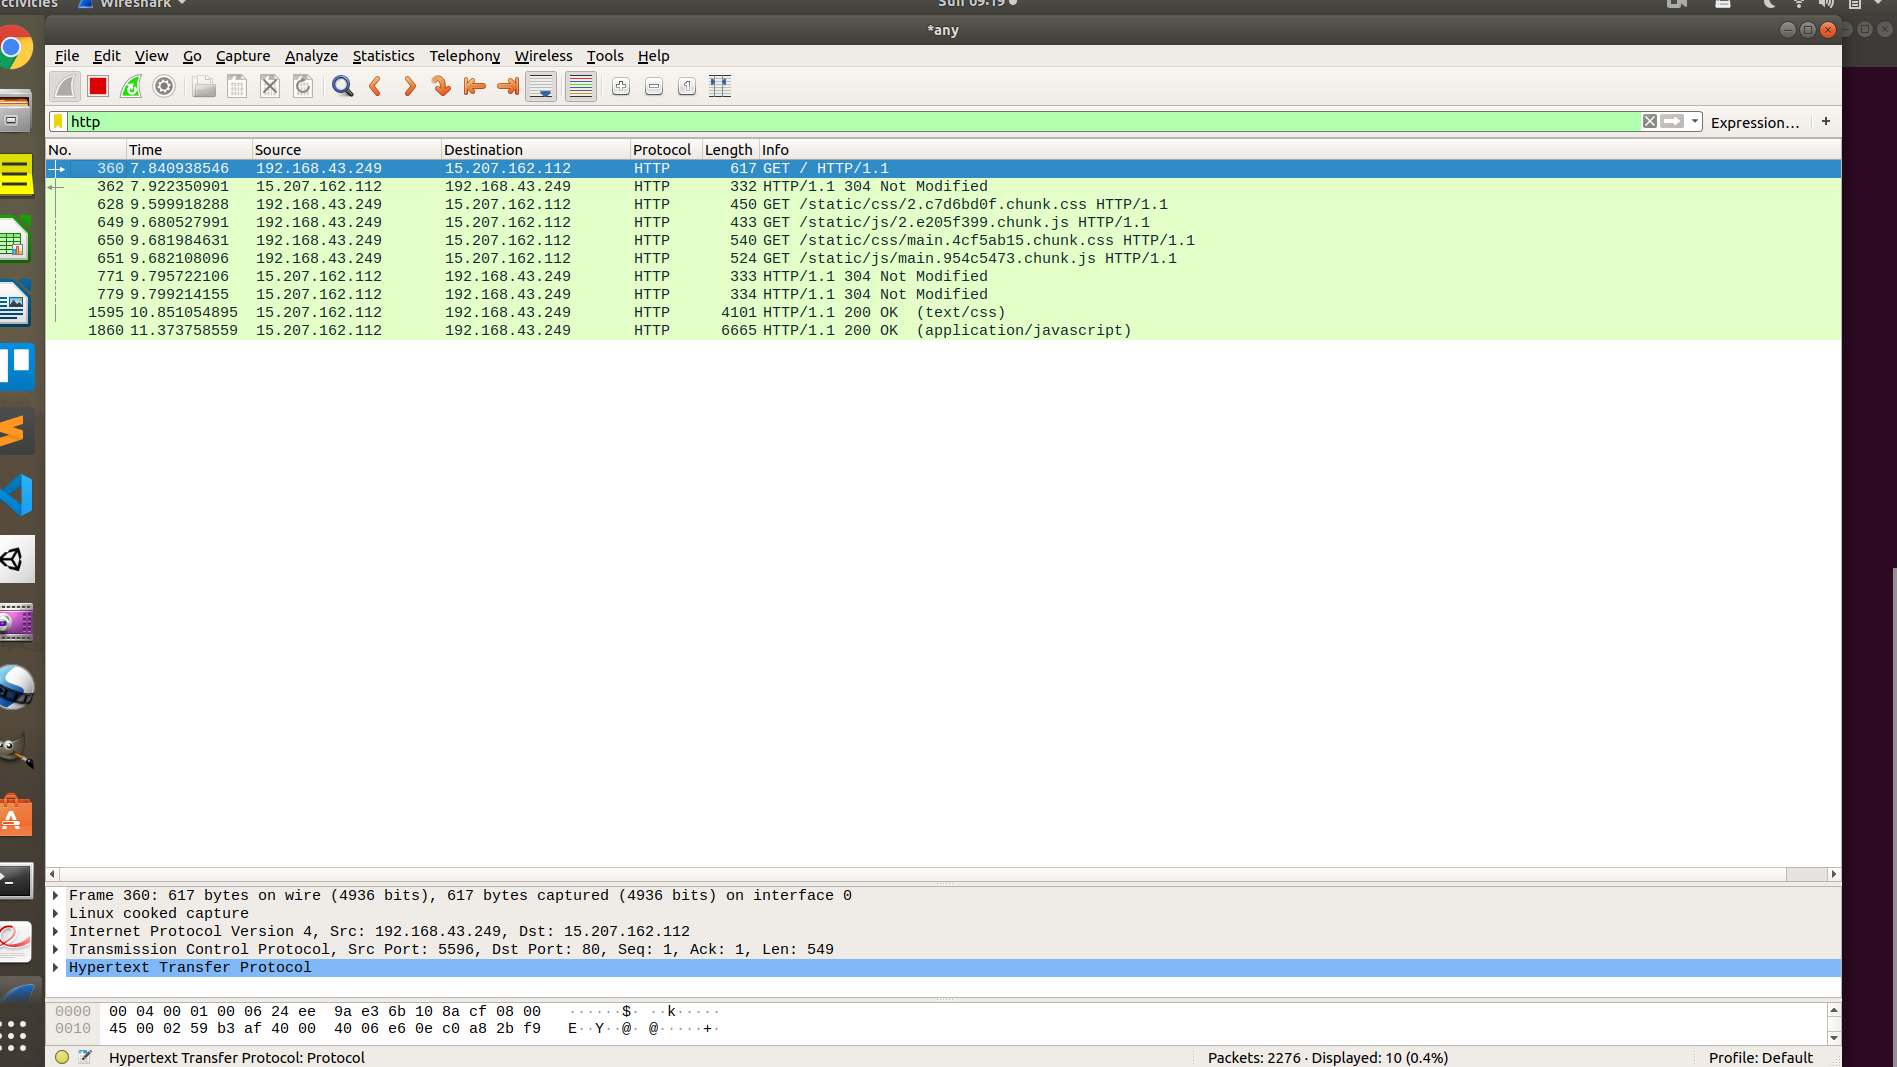 ctivities Wireshark Sun 09:19
*any
File Edit View Go Capture Analyze Statistics Telephony Wireless Tools Help
http Expression… +
No. Time Source Destination Protocol Length Info
360 7.840938546 192.168.43.249 15.207.162.112 HTTP 617 GET / HTTP/1.1
362 7.922350901 15.207.162.112 192.168.43.249 HTTP 332 HTTP/1.1 304 Not Modified
628 9.599918288 192.168.43.249 15.207.162.112 HTTP 450 GET /static/css/2.c7d6bd0f.chunk.css HTTP/1.1
649 9.680527991 192.168.43.249 15.207.162.112 HTTP 433 GET /static/js/2.e205f399.chunk.js HTTP/1.1
650 9.681984631 192.168.43.249 15.207.162.112 HTTP 540 GET /static/css/main.4cf5ab15.chunk.css HTTP/1.1
651 9.682108096 192.168.43.249 15.207.162.112 HTTP 524 GET /static/js/main.954c5473.chunk.js HTTP/1.1
771 9.795722106 15.207.162.112 192.168.43.249 HTTP 333 HTTP/1.1 304 Not Modified
779 9.799214155 15.207.162.112 192.168.43.249 HTTP 334 HTTP/1.1 304 Not Modified
1595 10.851054895 15.207.162.112 192.168.43.249 HTTP 4101 HTTP/1.1 200 OK (text/css)
1860 11.373758559 15.207.162.112 192.168.43.249 HTTP 6665 HTTP/1.1 200 OK (application/javascript)
Frame 360: 617 bytes on wire (4936 bits), 617 bytes captured (4936 bits) on interface 0
Linux cooked capture
Internet Protocol Version 4, Src: 192.168.43.249, Dst: 15.207.162.112
Transmission Control Protocol, Src Port: 5596, Dst Port: 80, Seq: 1, Ack: 1, Len: 549
Hypertext Transfer Protocol
0000 00 04 00 01 00 06 24 ee 9a e3 6b 10 8a cf 08 00 ······$· ··k·····
0010 45 00 02 59 b3 af 40 00 40 06 e6 0e c0 a8 2b f9 E··Y··@· @·····+·
Hypertext Transfer Protocol: Protocol Packets: 2276 · Displayed: 10 (0.4%) Profile: Default